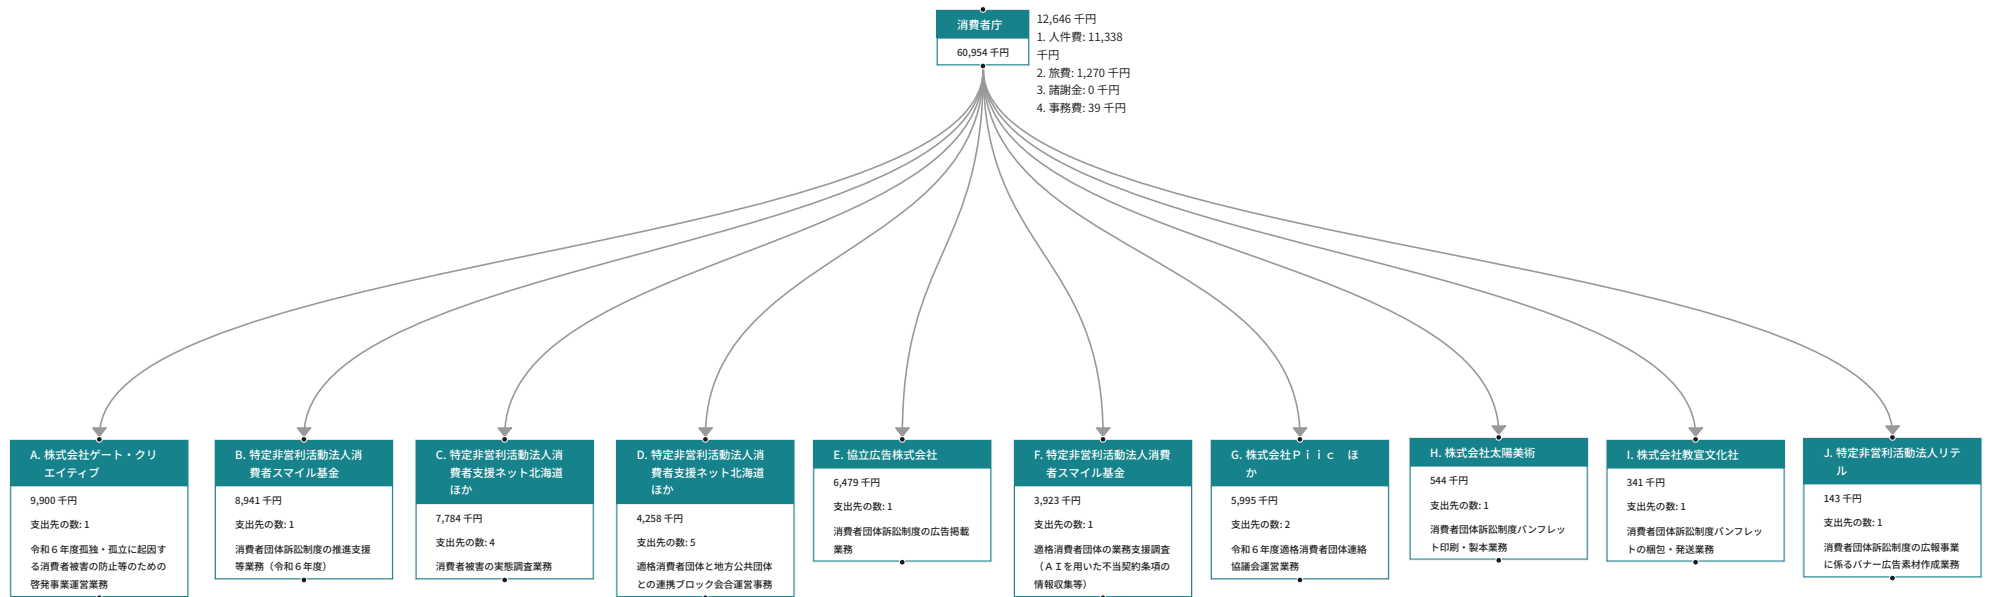 消費者庁
60,954 千円
12,646 千円
1. 人件費: 11,338
千円
2. 旅費: 1,270 千円
3. 諸謝金: 0 千円
4. 事務費: 39 千円
A. 株式会社ゲート・クリ
エイティブ
9,900 千円
支出先の数: 1
令和６年度孤独・孤立に起因す
る消費者被害の防止等のための
啓発事業運営業務
B. 特定非営利活動法人消
費者スマイル基金
8,941 千円
支出先の数: 1
消費者団体訴訟制度の推進支援
等業務（令和６年度）
C. 特定非営利活動法人消
費者支援ネット北海道
ほか
7,784 千円
支出先の数: 4
消費者被害の実態調査業務
D. 特定非営利活動法人消
費者支援ネット北海道
ほか
4,258 千円
支出先の数: 5
適格消費者団体と地方公共団体
との連携ブロック会合運営事務
E. 協立広告株式会社
6,479 千円
支出先の数: 1
消費者団体訴訟制度の広告掲載
業務
F. 特定非営利活動法人消費
者スマイル基金
3,923 千円
支出先の数: 1
適格消費者団体の業務支援調査
（ＡＩを用いた不当契約条項の
情報収集等）
G. 株式会社Ｐｉｉｃ　ほ
か
5,995 千円
支出先の数: 2
令和６年度適格消費者団体連絡
協議会運営業務
H. 株式会社太陽美術
544 千円
支出先の数: 1
消費者団体訴訟制度パンフレッ
ト印刷・製本業務
I. 株式会社教宣文化社
341 千円
支出先の数: 1
消費者団体訴訟制度パンフレッ
トの梱包・発送業務
J. 特定非営利活動法人リテ
ル
143 千円
支出先の数: 1
消費者団体訴訟制度の広報事業
に係るバナー広告素材作成業務